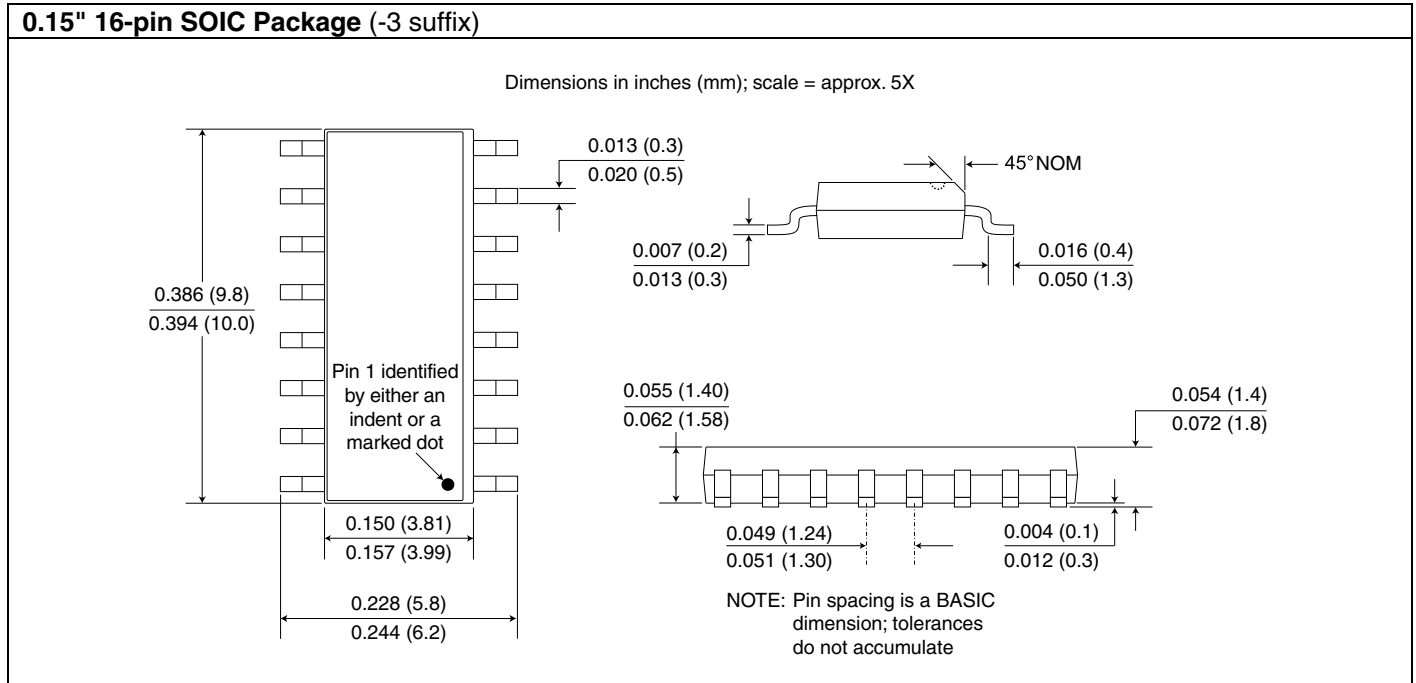 0.15" 16-pin SOIC Package (-3 suffix)
Dimensions in inches (mm); scale = approx. 5X
0.013 (0.3)
0.020 (0.5)
45° NOM
0.007 (0.2)
0.013 (0.3)
0.016 (0.4)
0.050 (1.3)
0.386 (9.8)
0.394 (10.0)
Pin 1 identified
by either an
indent or a
marked dot
0.055 (1.40)
0.062 (1.58)
0.054 (1.4)
0.072 (1.8)
0.150 (3.81)
0.157 (3.99)
0.049 (1.24)
0.051 (1.30)
0.004 (0.1)
0.012 (0.3)
0.228 (5.8)
0.244 (6.2)
NOTE: Pin spacing is a BASIC
dimension; tolerances
do not accumulate